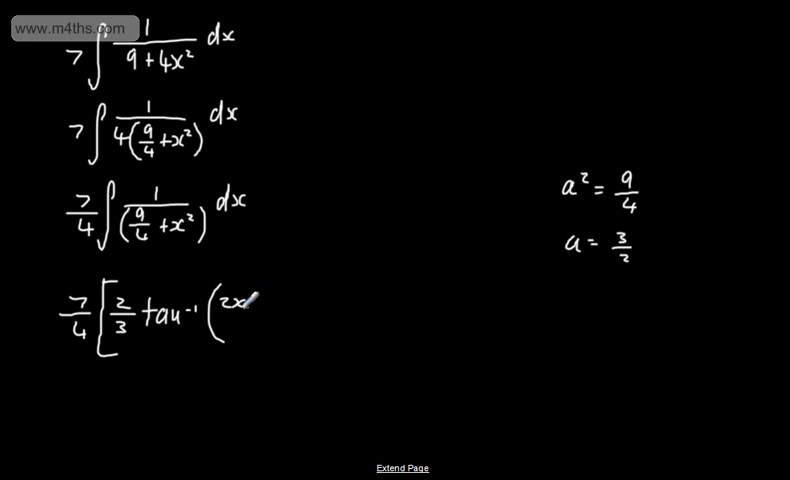 www.m4ths.com
7∫ 1/(9 + 4x²) dx
7∫ 1/(4(9/4 + x²)) dx
7/4 ∫ 1/((9/4 + x²)) dx
7/4 [2/3 tan⁻¹ (2x
a² = 9/4
a = 3/2
Extend Page